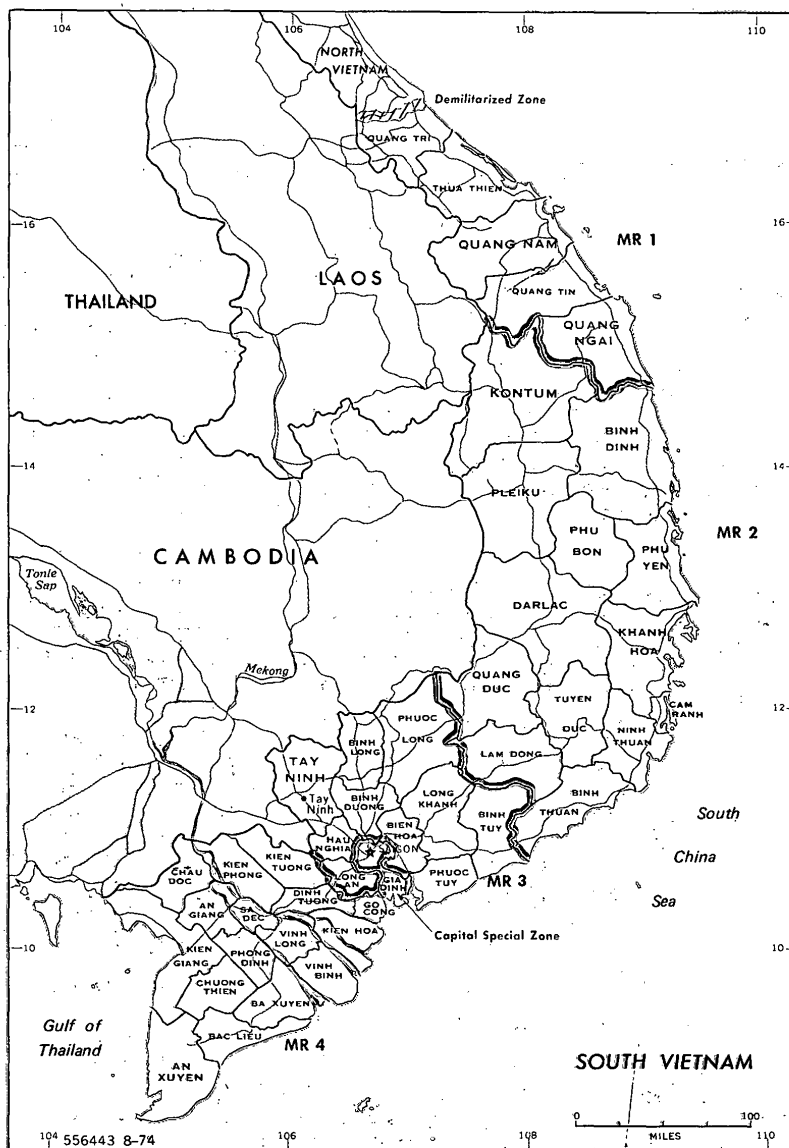 104
106
108
110
NORTH
VIETNAM
Demilitarized Zone
QUANG TRI
THUA THIEN
16
16
QUANG NAM
MR 1
LAOS
THAILAND
QUANG TIN
QUANG
NGAI
KONTUM
BINH
DINH
14
14
PLEIKU
PHU
BON
MR 2
PHU
YEN
CAMBODIA
Tonle
Sap
DARLAC
KHANH
HOA
Mekong
QUANG
DUC
12
12
TUYEN
DUC
CAM
RANH
PHUOC
LONG
NINH
THUAN
BINH
LONG
LAM DONG
TAY
NINH
Tay
Ninh
BINH
DUONG
LONG
KHANH
BINH
THUAN
BINH
TUY
South
China
Sea
BIEN
HOA
HAU
NGHIA
SAIGON
KIEN
TUONG
KIEN
PHONG
CHAU
DOC
LONG
AN
GIA
DINH
PHUOC
TUY
MR 3
DINH
TUONG
GO
CONG
AN
GIANG
SA
DEC
Capital Special Zone
KIEN HOA
VINH
LONG
10
10
KIEN
GIANG
PHONG
DINH
VINH
BINH
CHUONG
THIEN
BA XUYEN
Gulf of
Thailand
BAC LIEU
MR 4
AN
XUYEN
SOUTH VIETNAM
0
100
MILES
104
556443 8-74
106
108
110